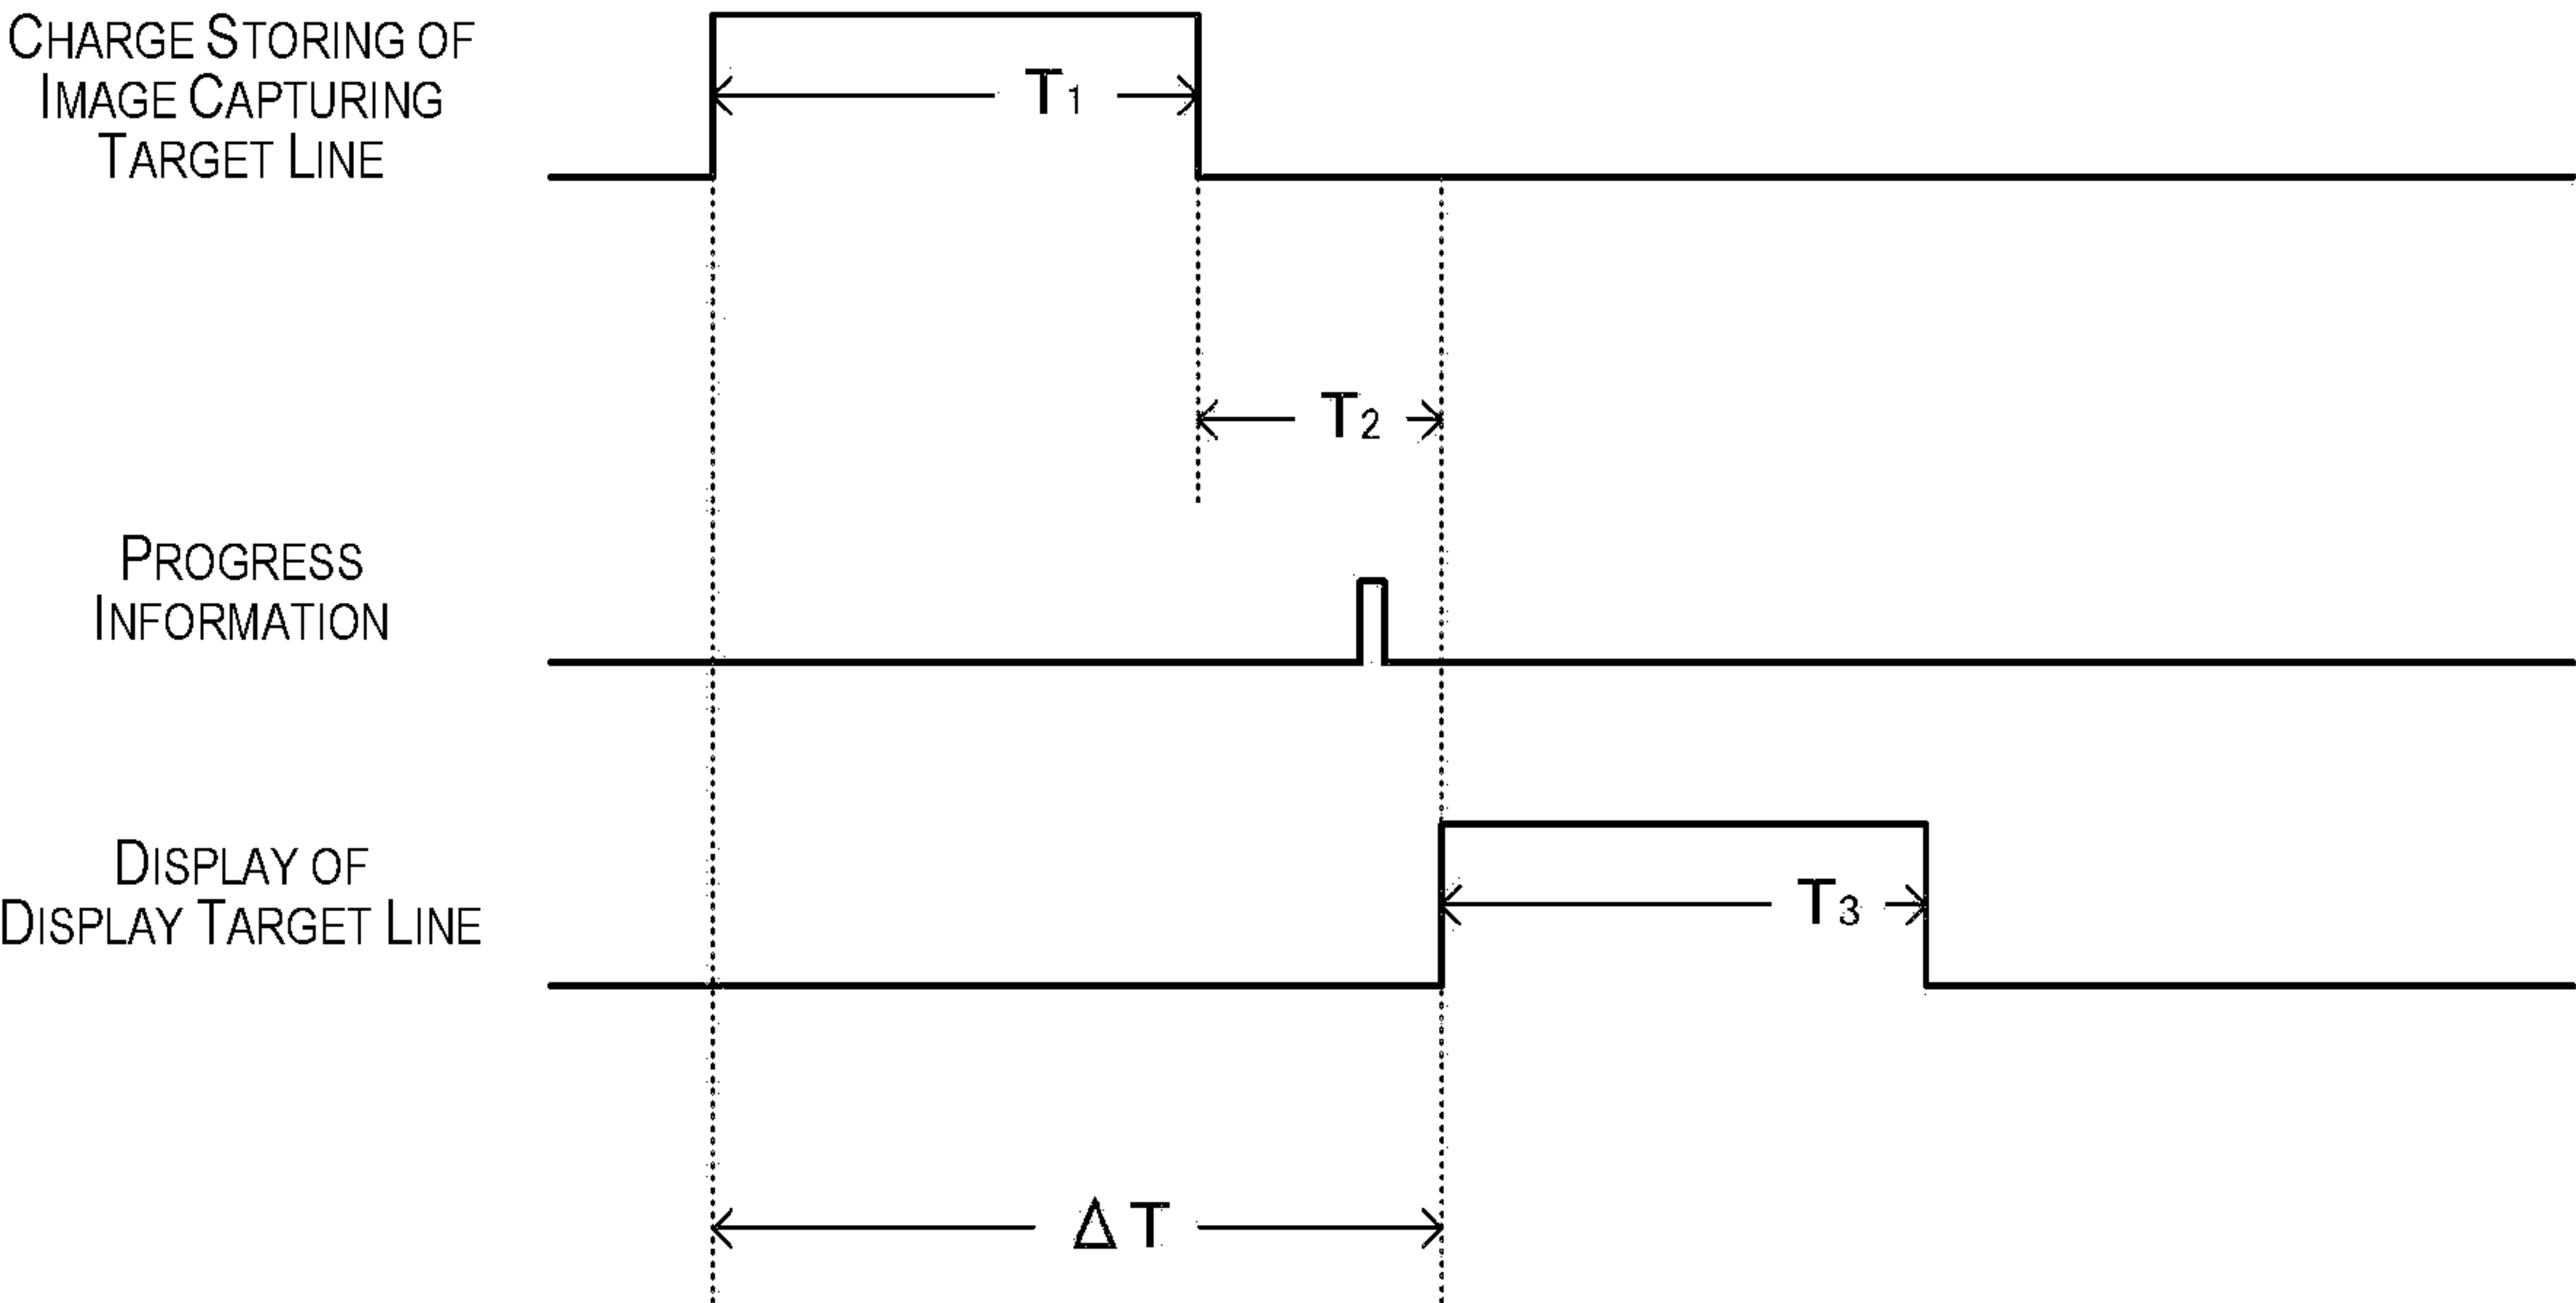 CHARGE STORING OF
IMAGE CAPTURING
TARGET LINE
T1
T2
PROGRESS
INFORMATION
DISPLAY OF
DISPLAY TARGET LINE
T3
ΔT